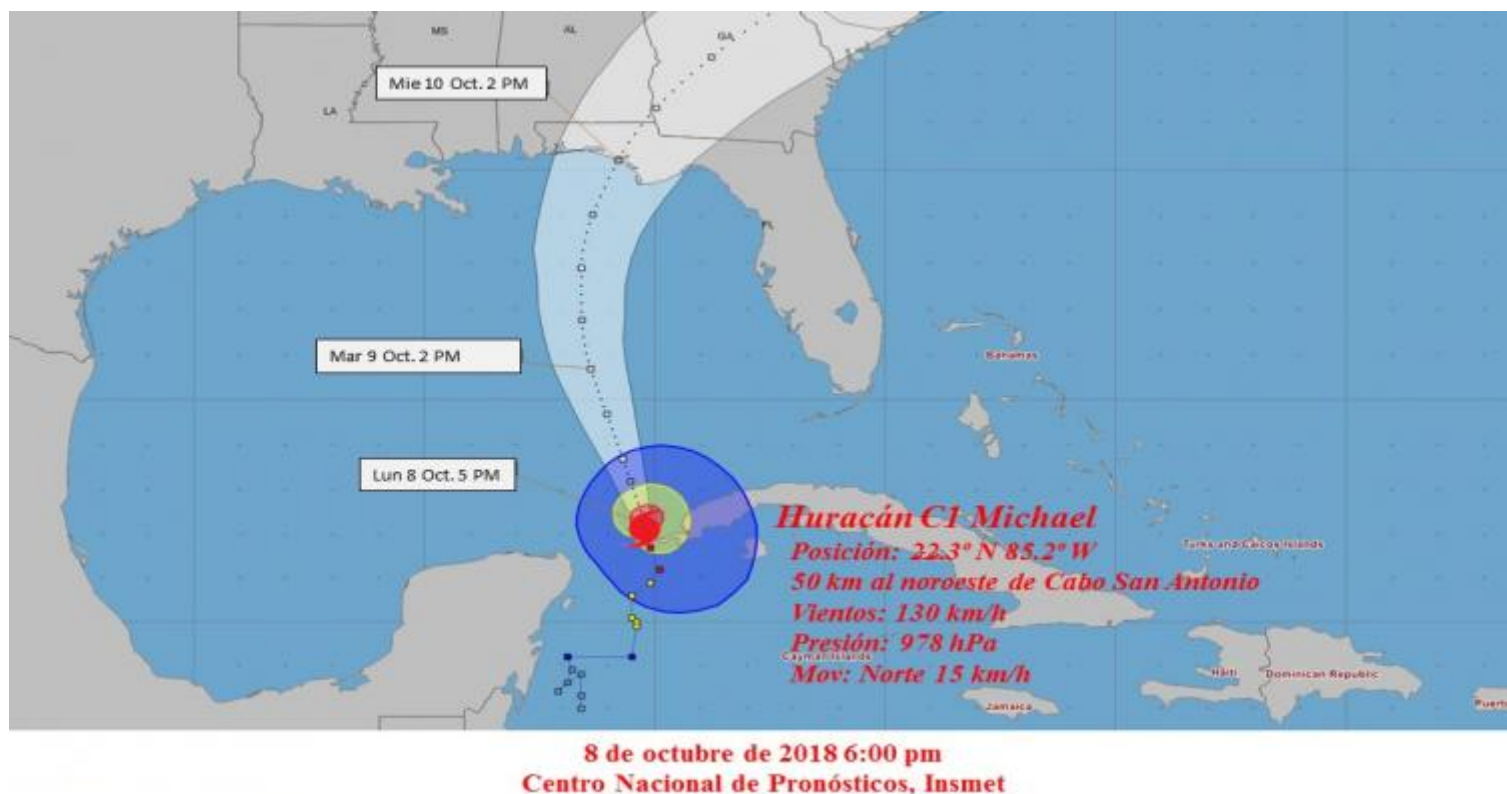 MS
AL
GA
Mie 10 Oct. 2 PM
LA
FL
Mar 9 Oct. 2 PM
Bahamas
Lun 8 Oct. 5 PM
Huracán C1 Michael
Posición: 22.3º N 85.2º W
Turks and Caicos Islands
50 km al noroeste de Cabo San Antonio
Vientos: 130 km/h
Presión: 978 hPa
Cayman Islands
Mov: Norte 15 km/h
Haiti
Dominican Republic
Jamaica
Puert
8 de octubre de 2018 6:00 pm
Centro Nacional de Pronósticos, Insmet